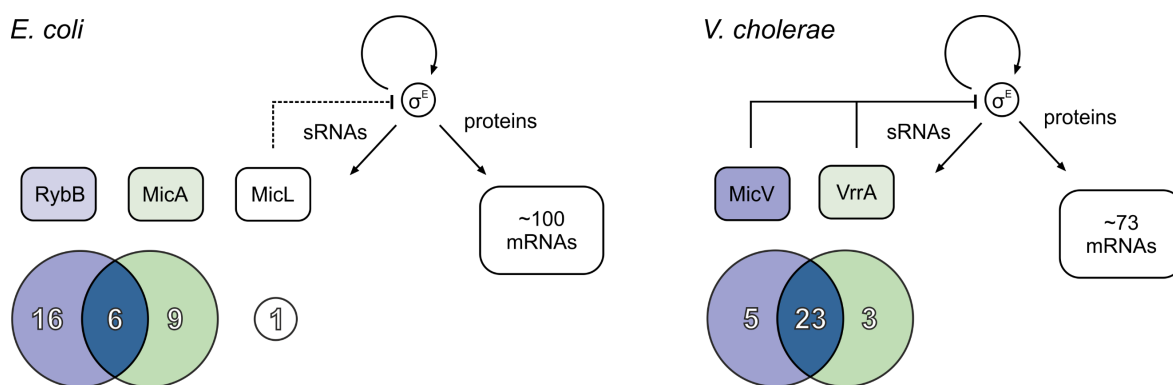 E. coli
σE
sRNAs
proteins
RybB
MicA
MicL
~100
mRNAs
16
6
9
1
V. cholerae
σE
sRNAs
proteins
MicV
VrrA
~73
mRNAs
5
23
3